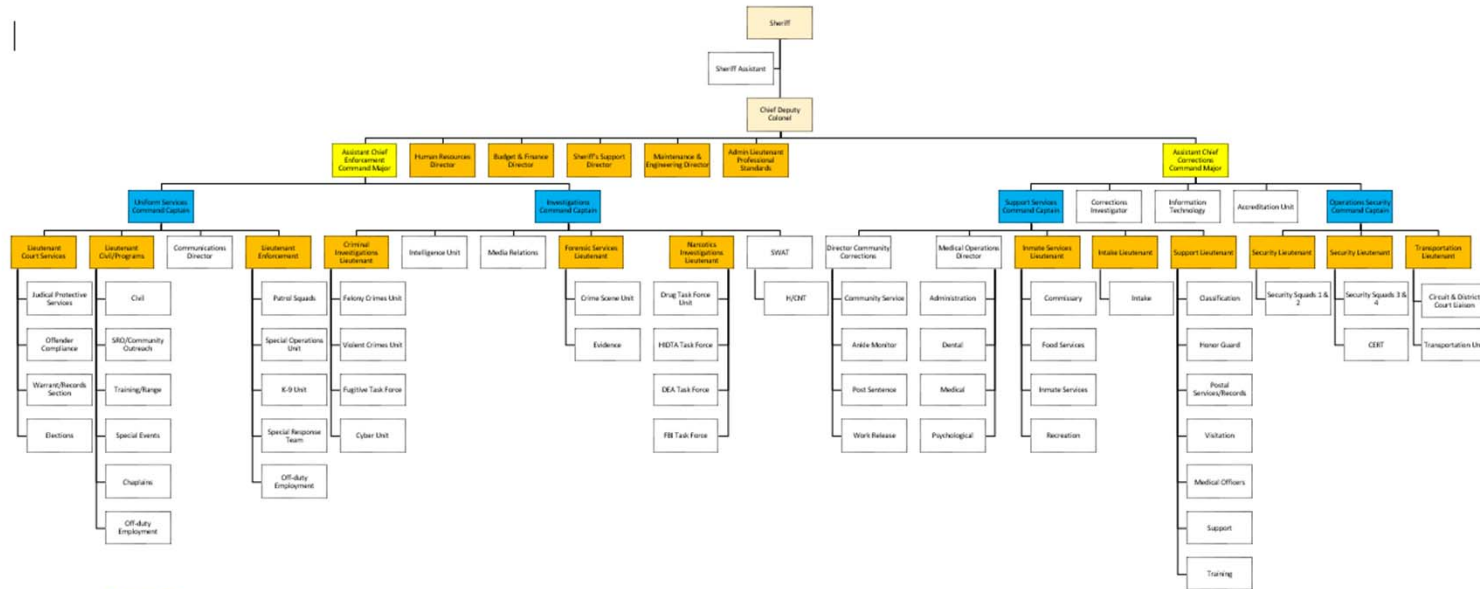 Sheriff
Sheriff Assistant
Chief Deputy
Colonel
Assistant Chief
Enforcement
Command Major
Human Resources
Director
Budget & Finance
Director
Sheriff's Support
Director
Maintenance &
Engineering Director
Admin Lieutenant
Professional
Standards
Assistant Chief
Corrections
Command Major
Uniform Services
Command Captain
Investigations
Command Captain
Support Services
Command Captain
Corrections
Investigator
Information
Technology
Accreditation Unit
Operations Security
Command Captain
Lieutenant
Court Services
Lieutenant
Civil/Programs
Communications
Director
Lieutenant
Enforcement
Criminal
Investigations
Lieutenant
Intelligence Unit
Media Relations
Forensic Services
Lieutenant
Narcotics
Investigations
Lieutenant
SWAT
Director Community
Corrections
Medical Operations
Director
Inmate Services
Lieutenant
Intake Lieutenant
Support Lieutenant
Security Lieutenant
Security Lieutenant
Transportation
Lieutenant
Judical Protective
Services
Civil
Patrol Squads
Felony Crimes Unit
Crime Scene Unit
Drug Task Force
Unit
H/CNT
Community Service
Administration
Commissary
Intake
Classification
Security Squads 1 &
2
Security Squads 3 &
4
Circuit & District
Court Liaison
Offender
Compliance
SRO/Community
Outreach
Special Operations
Unit
Violent Crimes Unit
Evidence
HIDTA Task Force
Ankle Monitor
Dental
Food Services
Honor Guard
CERT
Transportation Un
Warrant/Records
Section
Training/Range
K-9 Unit
Fugitive Task Force
DEA Task Force
Post Sentence
Medical
Inmate Services
Postal
Services/Records
Elections
Special Events
Special Response
Team
Cyber Unit
FBI Task Force
Work Release
Psychological
Recreation
Visitation
Chaplains
Off-duty
Employment
Medical Officers
Off-duty
Employment
Support
Training